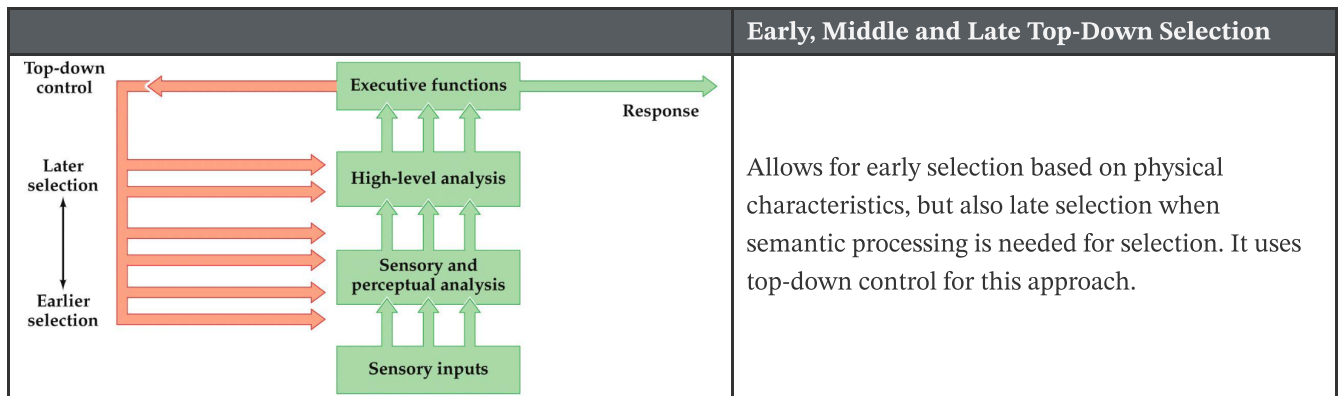 Early, Middle and Late Top-Down Selection
Top-down
control
Executive functions
Response
Later
selection
High-level analysis
Sensory and
perceptual analysis
Earlier
selection
Sensory inputs
Allows for early selection based on physical
characteristics, but also late selection when
semantic processing is needed for selection. It uses
top-down control for this approach.